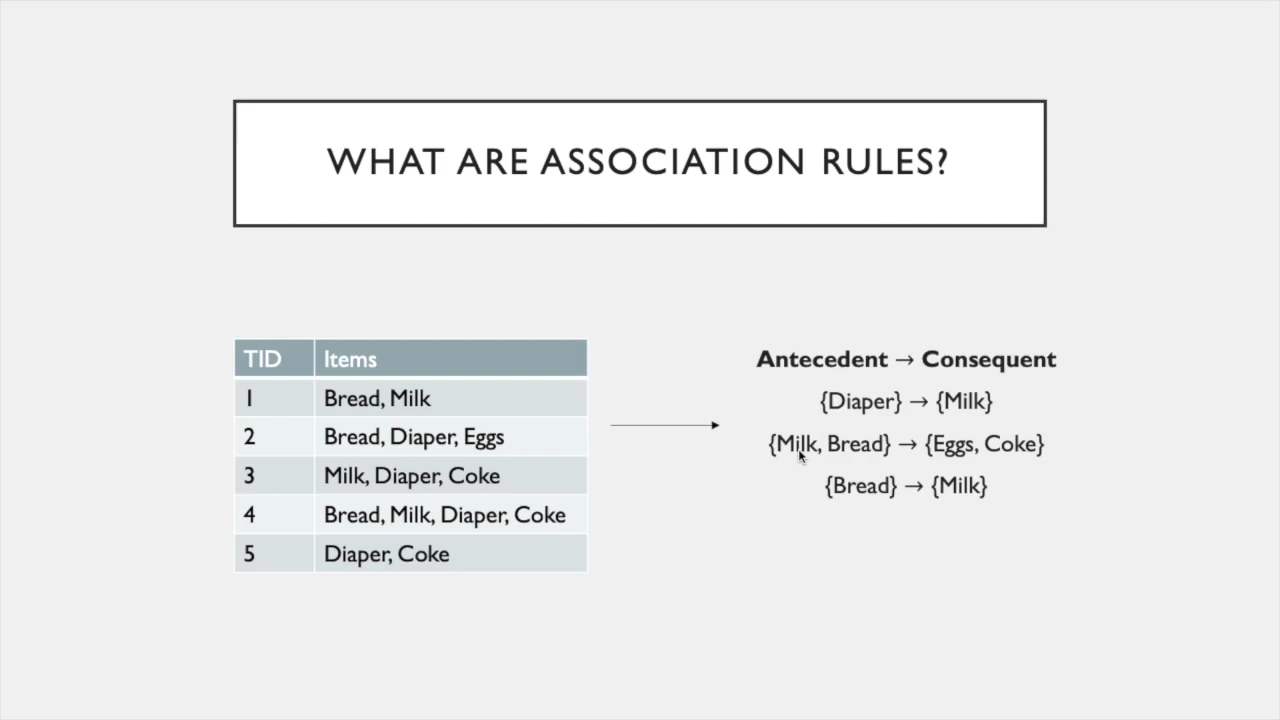 WHAT ARE ASSOCIATION RULES?
TID Items
1 Bread, Milk
2 Bread, Diaper, Eggs
3 Milk, Diaper, Coke
4 Bread, Milk, Diaper, Coke
5 Diaper, Coke
Antecedent → Consequent
{Diaper} → {Milk}
{Milk, Bread} → {Eggs, Coke}
{Bread} → {Milk}